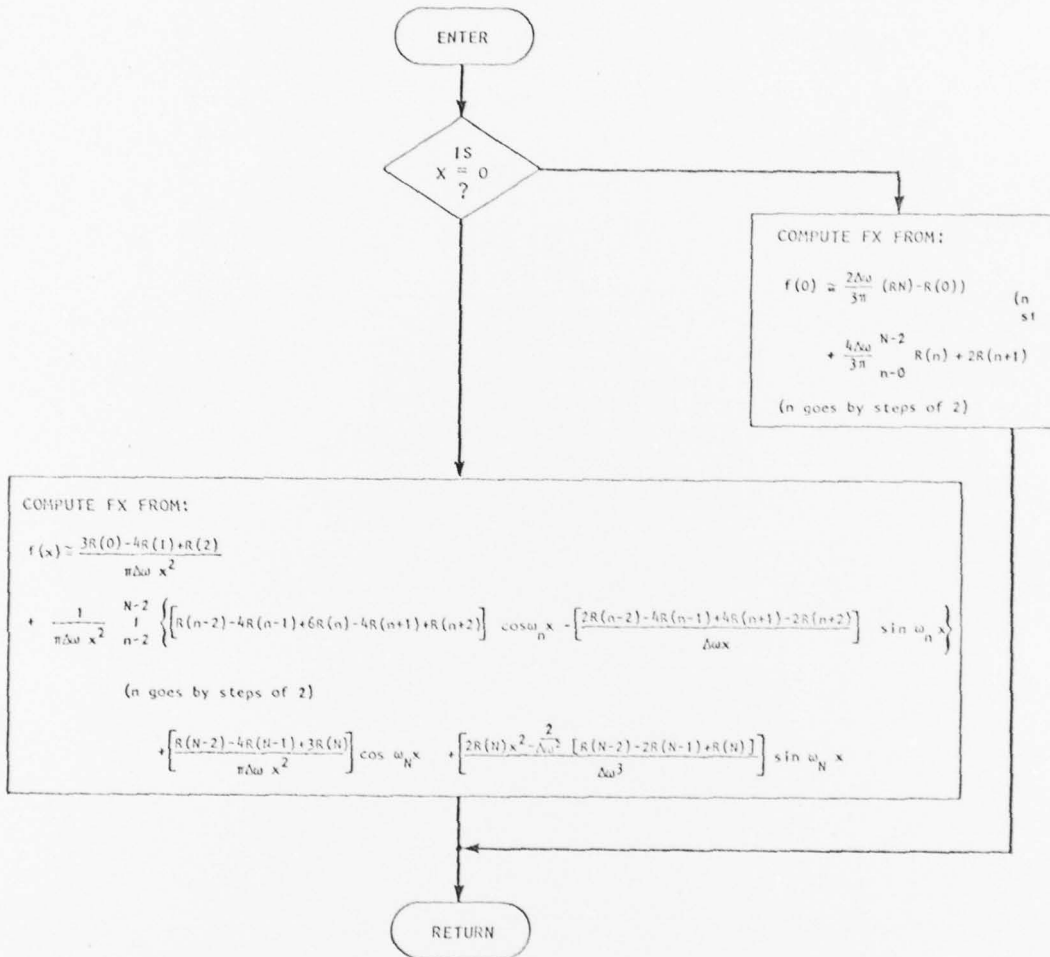 ENTER
IS
X = 0
?
COMPUTE FX FROM:
f(0) ≅ 2Δω/3π (RN)-R(0))
(n
st
+ 4Δω/3π N-2 n-0 R(n) + 2R(n+1)
(n goes by steps of 2)
COMPUTE FX FROM:
f(x) ≅ 3R(0)-4R(1)+R(2) / πΔω x²
+ 1/πΔω x² N-2 1 n-2 {[R(n-2)-4R(n-1)+6R(n)-4R(n+1)+R(n+2)] cosω_n x -[2R(n-2)-4R(n-1)+4R(n+1)-2R(n+2) / Δωx] sin ω_n x}
(n goes by steps of 2)
+[R(N-2)-4R(N-1)+3R(N) / πΔω x²] cos ω_N x +[2R(N)x²- 2/Δω² [R(N-2)-2R(N-1)+R(N)] / Δω³] sin ω_N x
RETURN